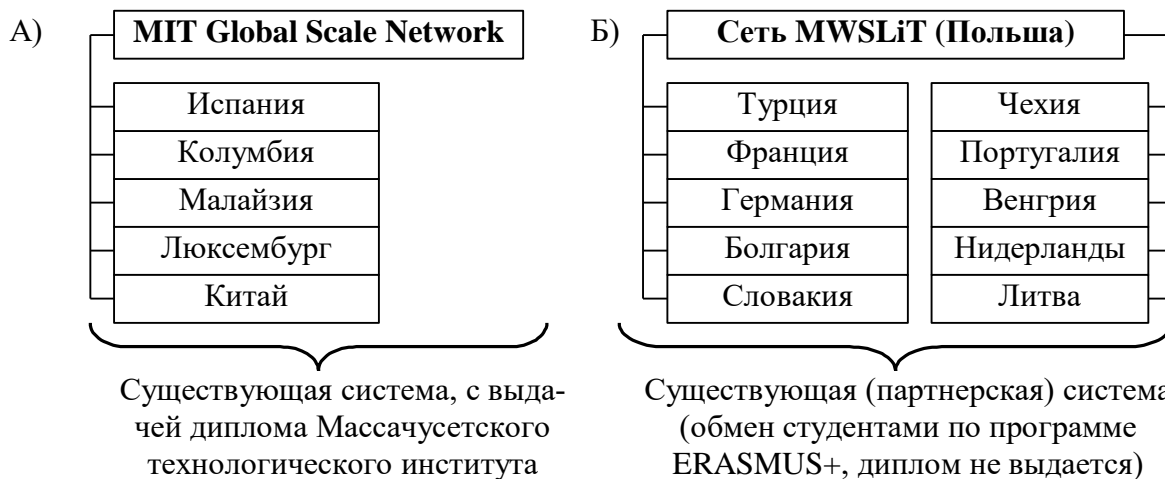 А)
MIT Global Scale Network
Испания
Колумбия
Малайзия
Люксембург
Китай
Существующая система, с выда-
чей диплома Массачусетского
технологического института
Б)
Сеть MWSLiT (Польша)
Турция
Франция
Германия
Болгария
Словакия
Чехия
Португалия
Венгрия
Нидерланды
Литва
Существующая (партнерская) система
(обмен студентами по программе
ERASMUS+, диплом не выдается)